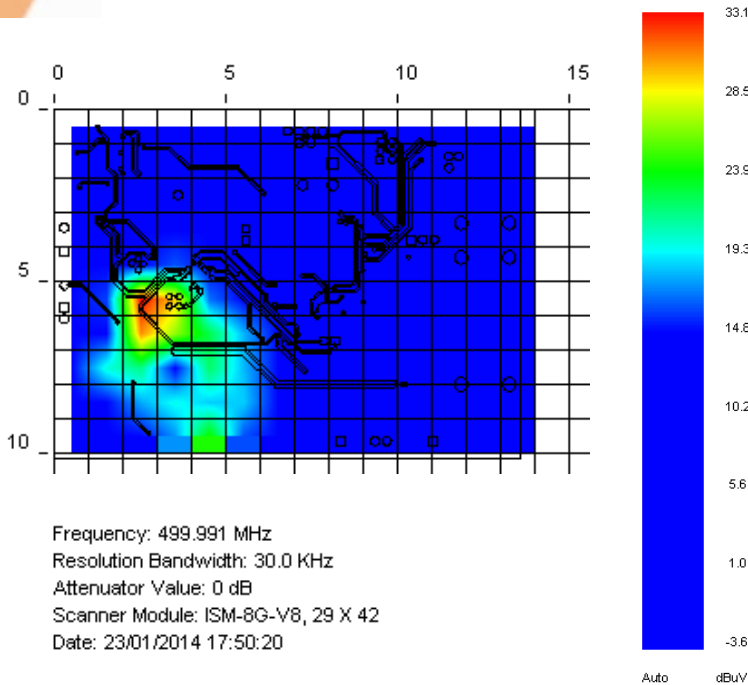 33.1
0 5 10 15
0
28.5
23.9
19.3
5
14.8
10.2
10
5.6
Frequency: 499.991 MHz
1.0
Resolution Bandwidth: 30.0 KHz
Attenuator Value: 0 dB
Scanner Module: ISM-8G-V8, 29 X 42
Date: 23/01/2014 17:50:20
-3.6
Auto dBuV